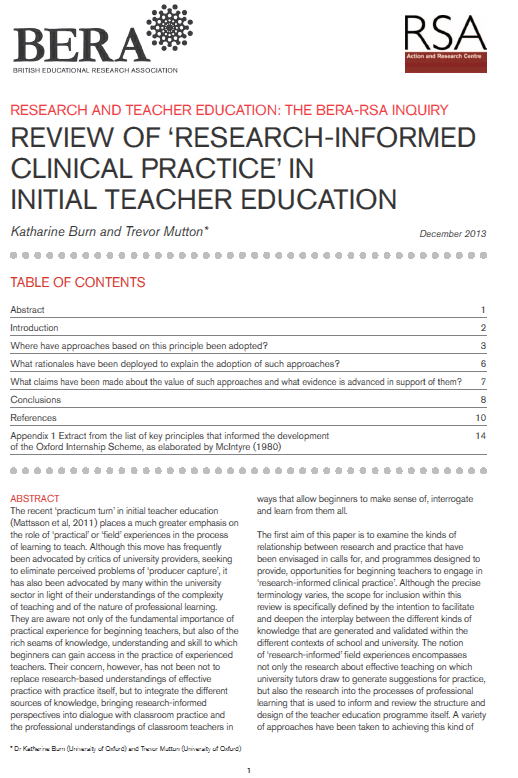 BERA
BRITISH EDUCATIONAL RESEARCH ASSOCIATION
RSA
Action and Research Centre
RESEARCH AND TEACHER EDUCATION: THE BERA-RSA INQUIRY
REVIEW OF ‘RESEARCH-INFORMED
CLINICAL PRACTICE’ IN
INITIAL TEACHER EDUCATION
Katharine Burn and Trevor Mutton*
December 2013
TABLE OF CONTENTS
Abstract 1
Introduction 2
Where have approaches based on this principle been adopted? 3
What rationales have been deployed to explain the adoption of such approaches? 6
What claims have been made about the value of such approaches and what evidence is advanced in support of them? 7
Conclusions 8
References 10
Appendix 1 Extract from the list of key principles that informed the development
of the Oxford Internship Scheme, as elaborated by McIntyre (1980) 14
ABSTRACT
The recent ‘practicum turn’ in initial teacher education
(Mattsson et al, 2011) places a much greater emphasis on
the role of ‘practical’ or ‘field’ experiences in the process
of learning to teach. Although this move has frequently
been advocated by critics of university providers, seeking
to eliminate perceived problems of ‘producer capture’, it
has also been advocated by many within the university
sector in light of their understandings of the complexity
of teaching and of the nature of professional learning.
They are aware not only of the fundamental importance of
practical experience for beginning teachers, but also of the
rich seams of knowledge, understanding and skill to which
beginners can gain access in the practice of experienced
teachers. Their concern, however, has not been not to
replace research-based understandings of effective
practice with practice itself, but to integrate the different
sources of knowledge, bringing research-informed
perspectives into dialogue with classroom practice and
the professional understandings of classroom teachers in
ways that allow beginners to make sense of, interrogate
and learn from them all.
The first aim of this paper is to examine the kinds of
relationship between research and practice that have
been envisaged in calls for, and programmes designed to
provide, opportunities for beginning teachers to engage in
‘research-informed clinical practice’. Although the precise
terminology varies, the scope for inclusion within this
review is specifically defined by the intention to facilitate
and deepen the interplay between the different kinds of
knowledge that are generated and validated within the
different contexts of school and university. The notion
of ‘research-informed’ field experiences encompasses
not only the research about effective teaching on which
university tutors draw to generate suggestions for practice,
but also the research into the processes of professional
learning that is used to inform and review the structure and
design of the teacher education programme itself. A variety
of approaches have been taken to achieving this kind of
* Dr Katharine Burn (University of Oxford) and Trevor Mutton (University of Oxford)
1